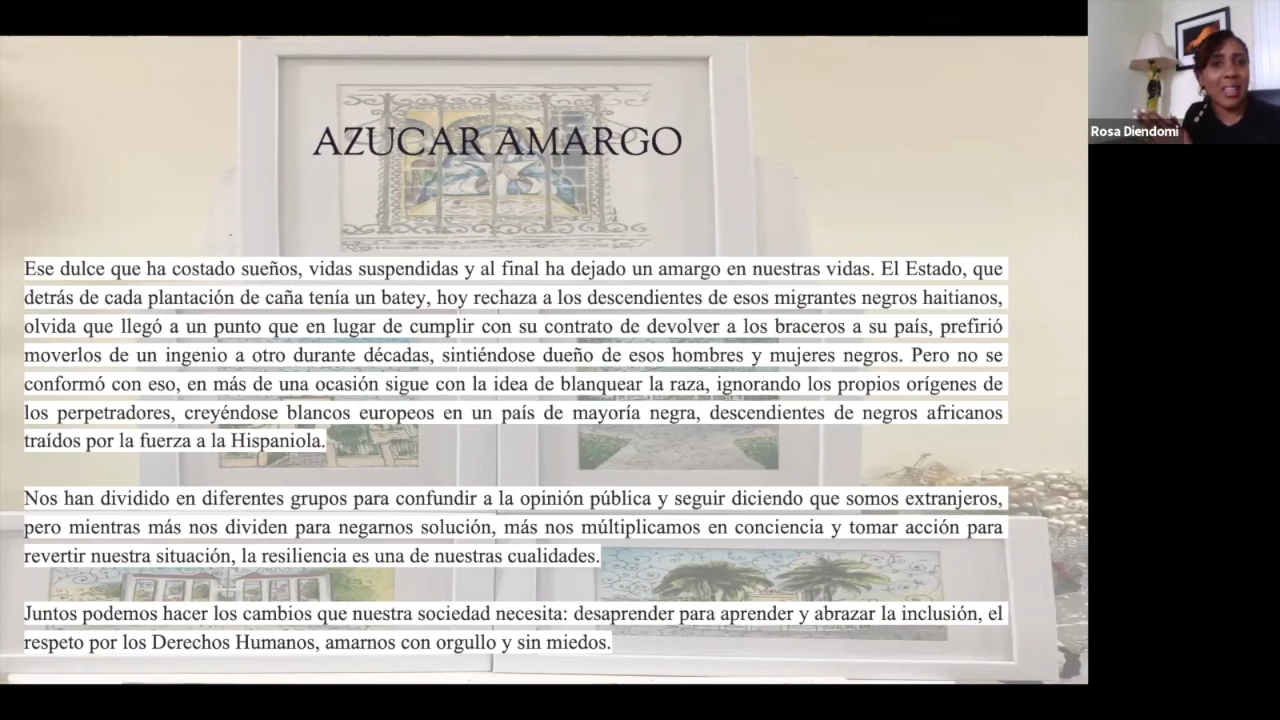 AZUCAR AMARGO
Rosa Diendomi
Ese dulce que ha costado sueños, vidas suspendidas y al final ha dejado un amargo en nuestras vidas. El Estado, que
detrás de cada plantación de caña tenía un batey, hoy rechaza a los descendientes de esos migrantes negros haitianos,
olvida que llegó a un punto que en lugar de cumplir con su contrato de devolver a los braceros a su país, prefirió
moverlos de un ingenio a otro durante décadas, sintiéndose dueño de esos hombres y mujeres negros. Pero no se
conformó con eso, en más de una ocasión sigue con la idea de blanquear la raza, ignorando los propios orígenes de
los perpetradores, creyéndose blancos europeos en un país de mayoría negra, descendientes de negros africanos
traídos por la fuerza a la Hispaniola.
Nos han dividido en diferentes grupos para confundir a la opinión pública y seguir diciendo que somos extranjeros,
pero mientras más nos dividen para negarnos solución, más nos múltiplicamos en conciencia y tomar acción para
revertir nuestra situación, la resiliencia es una de nuestras cualidades.
Juntos podemos hacer los cambios que nuestra sociedad necesita: desaprender para aprender y abrazar la inclusión, el
respeto por los Derechos Humanos, amarnos con orgullo y sin miedos.